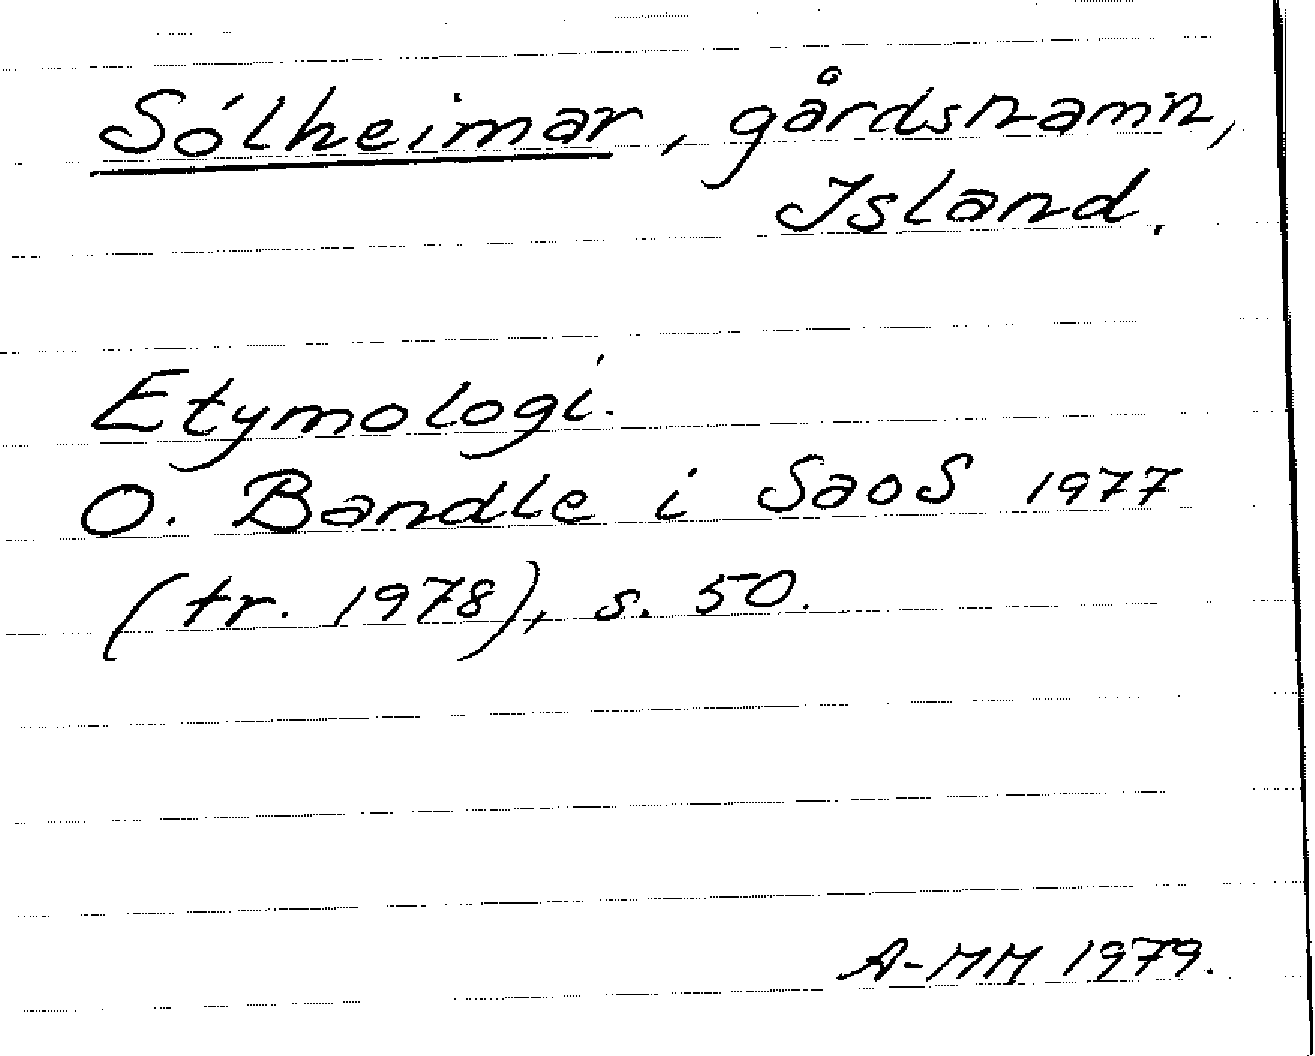 Sólheimar, gårdsnamn,
Island.
Etymologi.
O. Bandle i SaoS 1977
(tr. 1978), s. 50.
A-MM 1979.